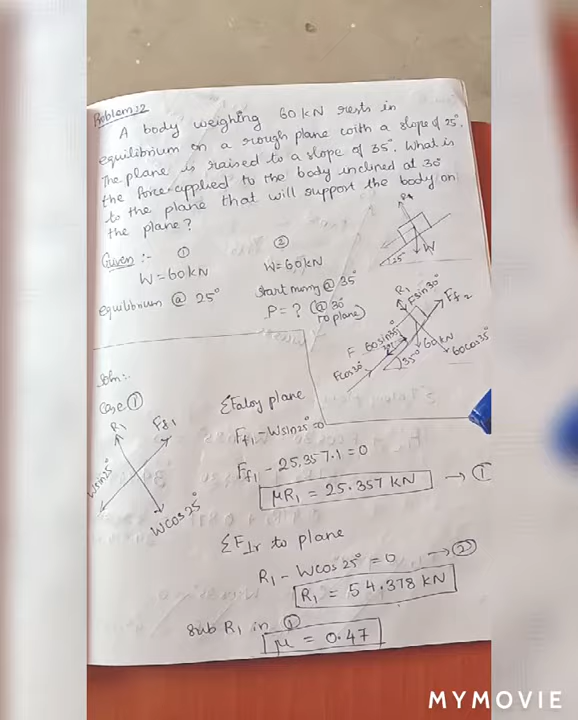 Problem:2
A body weighing 60 kN rests in
equilibrium on a rough plane with a slope of 25°.
The plane is raised to a slope of 35°. What is
the force applied to the body inclined at 30°
to the plane that will support the body on
the plane?
Given :-
①
W = 60 kN
equilibrium @ 25°
②
W = 60 kN
start moving @ 35°
P = ? (@ 30°
to plane)
W
25°
R
Fsin30°
Ff2
60sin35°
F
Fcos30°
35°
60 kN
60cos35°
Soln:-
Case ①
R1
Ff1
Wsin25°
Wcos25°
ΣFalog plane
Ff1 - Wsin25° = 0
Ff1 - 25.357.1 = 0
μR1 = 25.357 KN → ①
ΣF⊥r to plane
R1 - Wcos 25° = 0 → ②
R1 = 54.378 KN
sub R1 in ①
μ = 0.47
MYMOVIE